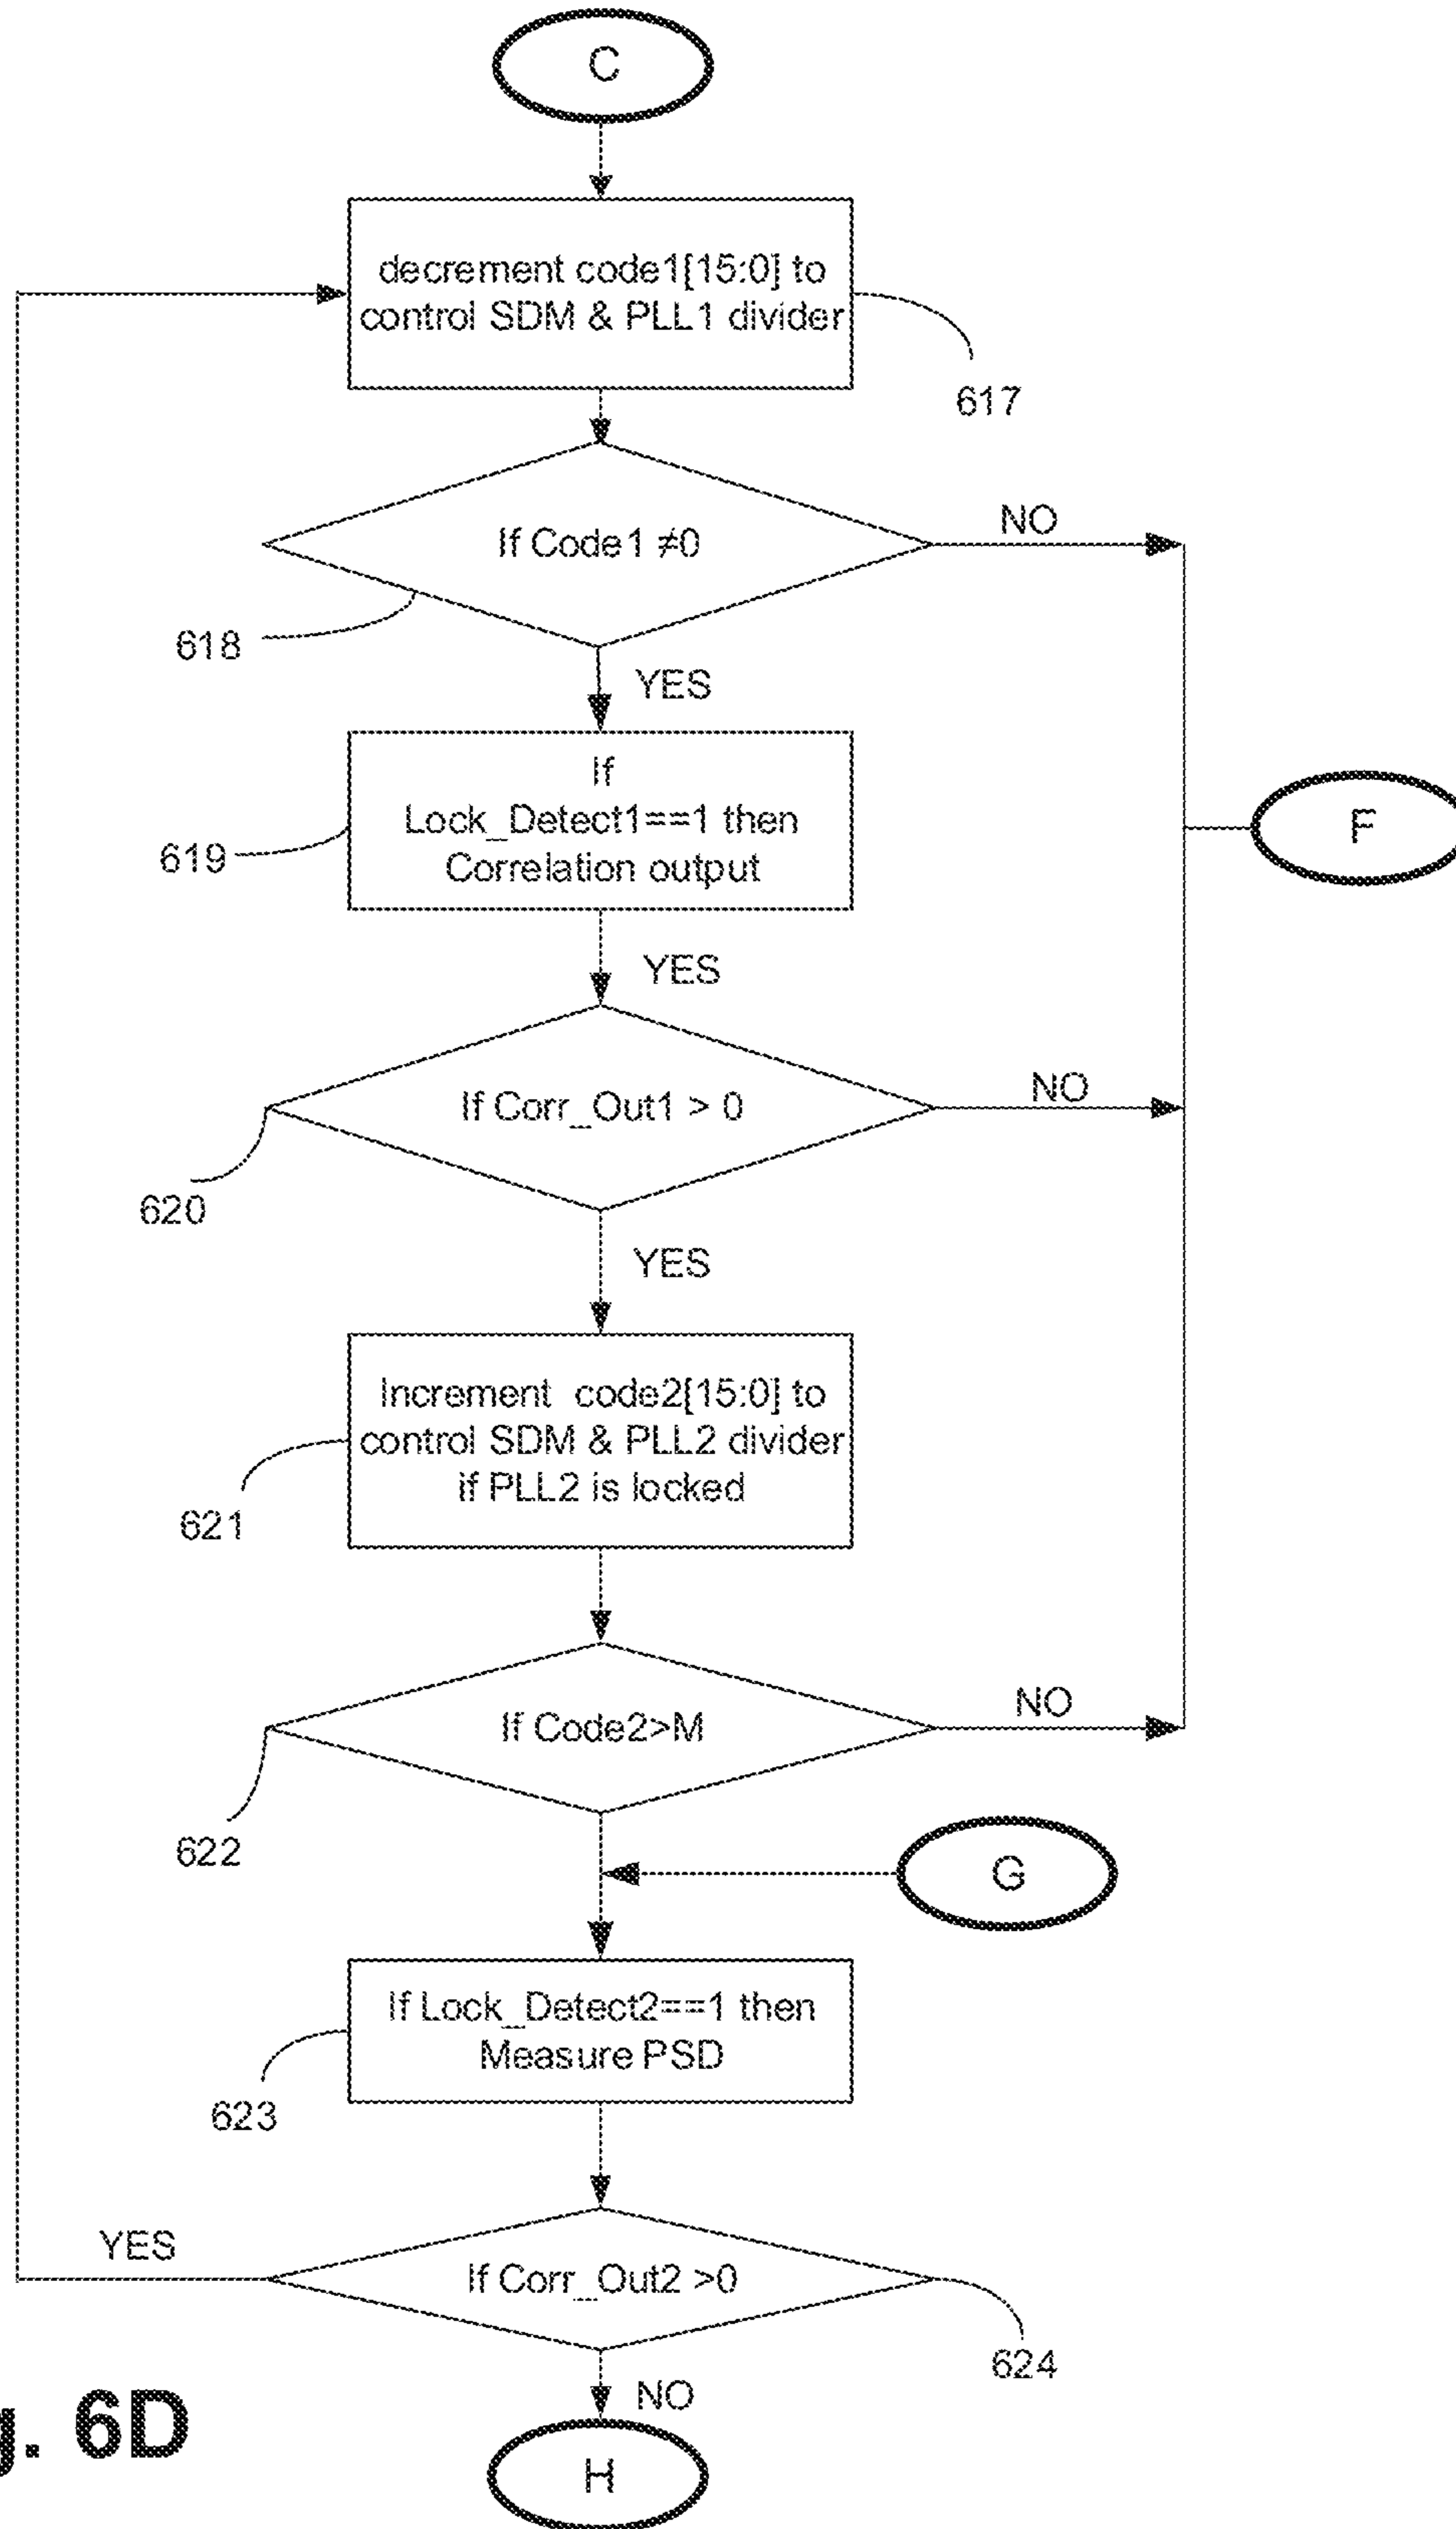 C
decrement code1[15:0] to
control SDM & PLL1 divider
617
If Code1 ≠0
NO
618
YES
If
Lock_Detect1==1 then
Correlation output
619
F
YES
If Corr_Out1 > 0
NO
620
YES
Increment code2[15:0] to
control SDM & PLL2 divider
if PLL2 is locked
621
If Code2>M
NO
622
G
If Lock_Detect2==1 then
Measure PSD
623
YES
If Corr_Out2 >0
624
NO
g. 6D
H